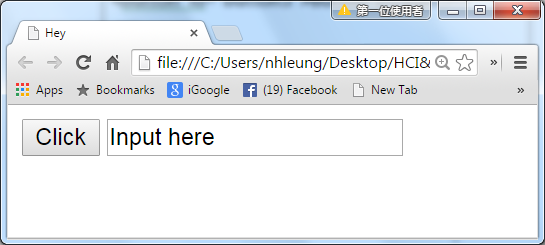 第一位使用者
Hey
file:///C:/Users/nhleung/Desktop/HCI&
Apps Bookmarks iGoogle (19) Facebook New Tab
Click Input here